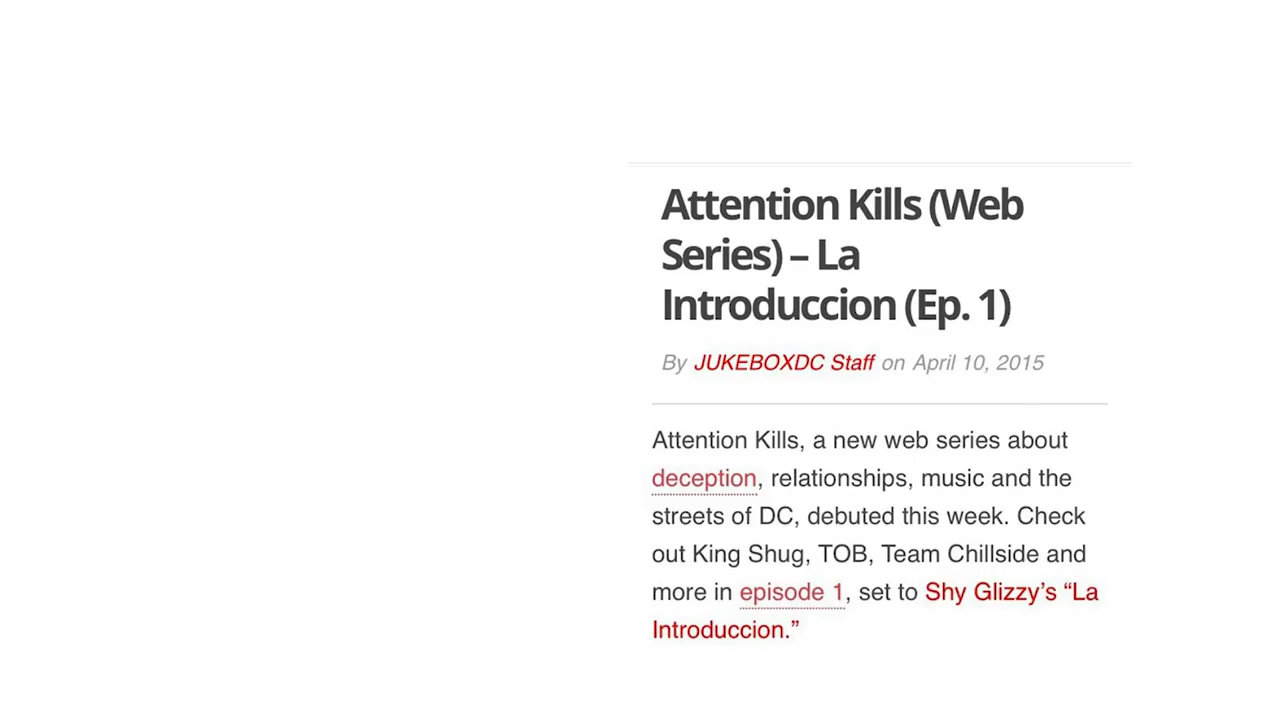 Attention Kills (Web
Series) – La
Introduccion (Ep. 1)
By JUKEBOXDC Staff on April 10, 2015
Attention Kills, a new web series about
deception, relationships, music and the
streets of DC, debuted this week. Check
out King Shug, TOB, Team Chillside and
more in episode 1, set to Shy Glizzy’s “La
Introduccion.”